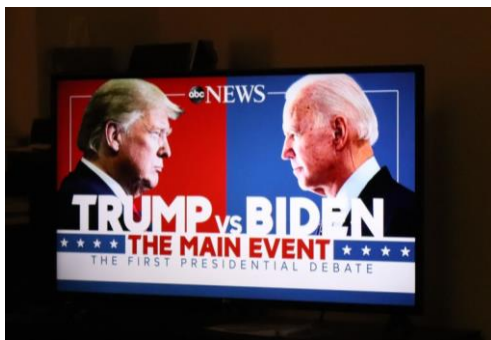 abc NEWS
TRUMP VS BIDEN
THE MAIN EVENT
THE FIRST PRESIDENTIAL DEBATE